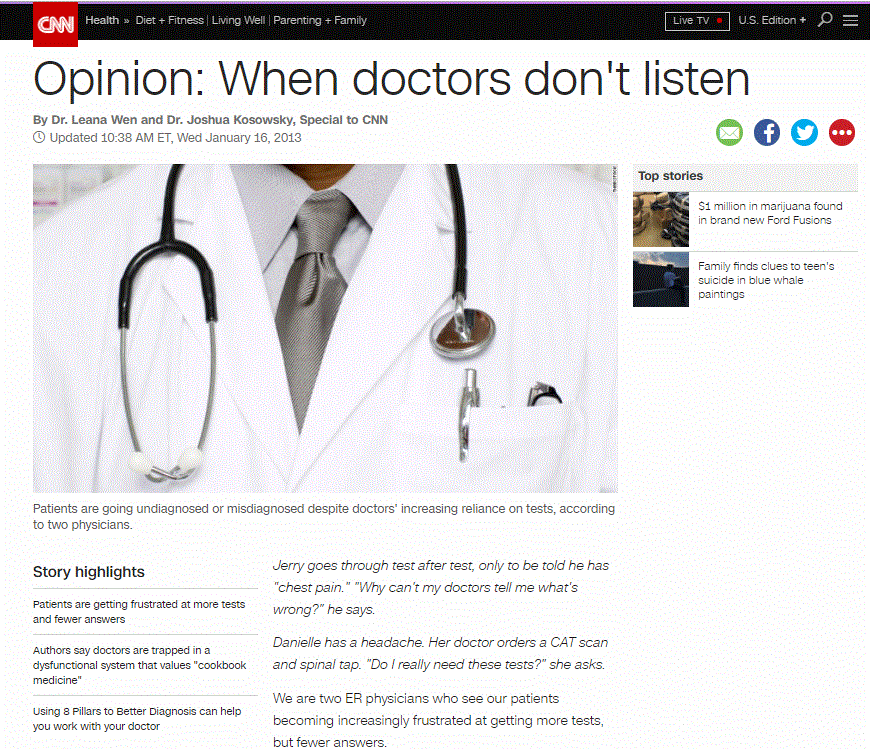 CNN Health » Diet + Fitness | Living Well | Parenting + Family Live TV U.S. Edition +
Opinion: When doctors don't listen
By Dr. Leana Wen and Dr. Joshua Kosowsky, Special to CNN
Updated 10:38 AM ET, Wed January 16, 2013
Top stories
$1 million in marijuana found
in brand new Ford Fusions
Family finds clues to teen's
suicide in blue whale
paintings
Patients are going undiagnosed or misdiagnosed despite doctors' increasing reliance on tests, according
to two physicians.
Story highlights
Patients are getting frustrated at more tests
and fewer answers
Authors say doctors are trapped in a
dysfunctional system that values "cookbook
medicine"
Using 8 Pillars to Better Diagnosis can help
you work with your doctor
Jerry goes through test after test, only to be told he has
"chest pain." "Why can't my doctors tell me what's
wrong?" he says.
Danielle has a headache. Her doctor orders a CAT scan
and spinal tap. "Do I really need these tests?" she asks.
We are two ER physicians who see our patients
becoming increasingly frustrated at getting more tests,
but fewer answers.